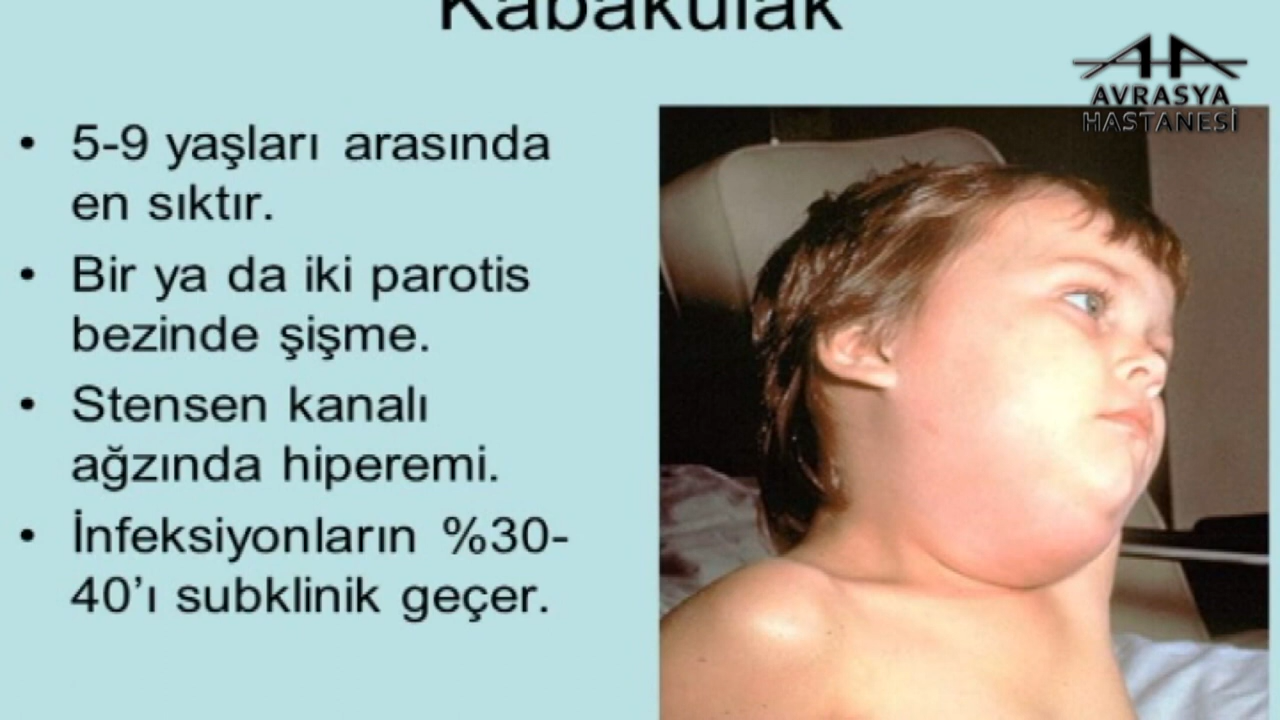 Kabakulak
AVRASYA
HASTANESİ
• 5-9 yaşları arasında
en sıktır.
• Bir ya da iki parotis
bezinde şişme.
• Stensen kanalı
ağzında hiperemi.
• İnfeksiyonların %30-
40’ı subklinik geçer.